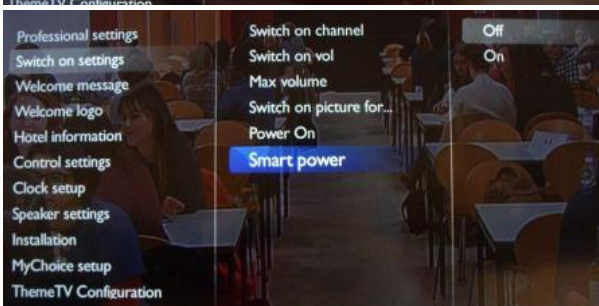 ThemeTV Configuration
Professional settings
Switch on settings
Welcome message
Welcome logo
Hotel information
Control settings
Clock setup
Speaker settings
Installation
MyChoice setup
ThemeTV Configuration
Switch on channel
Switch on vol
Max volume
Switch on picture for...
Power On
Smart power
Off
On